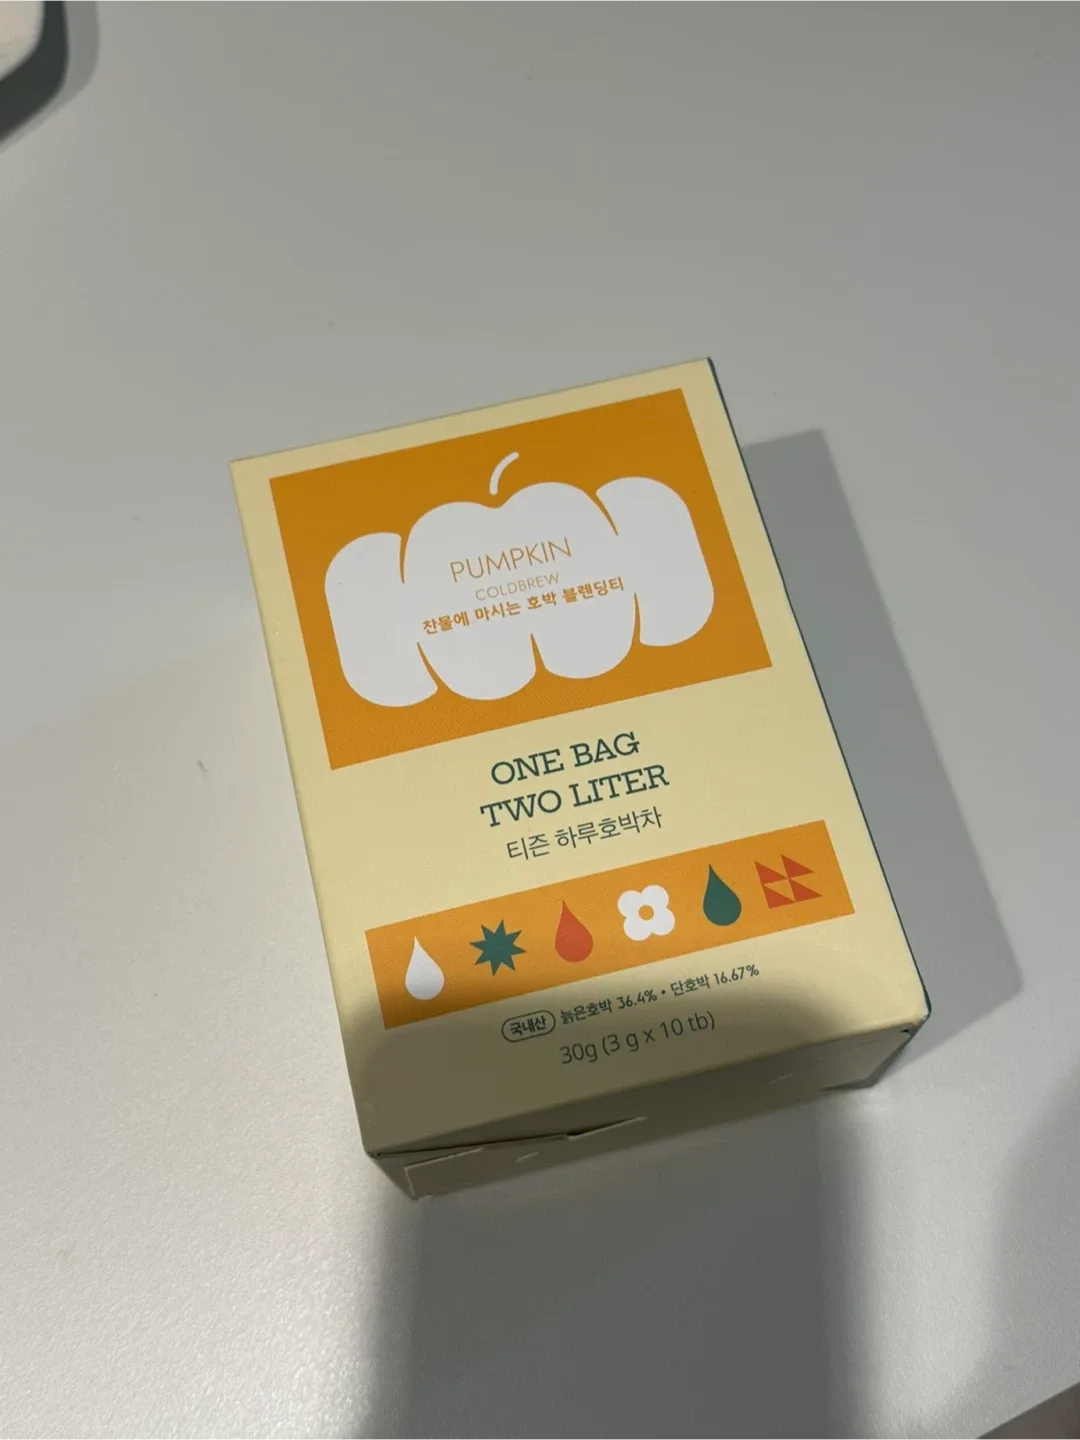 PUMPKIN
COLDBREW
찬물에 마시는 호박 블렌딩티
ONE BAG
TWO LITER
티즌 하루호박차
국내산 늙은호박 36.4% • 단호박 16.67%
30g (3 g x 10 tb)